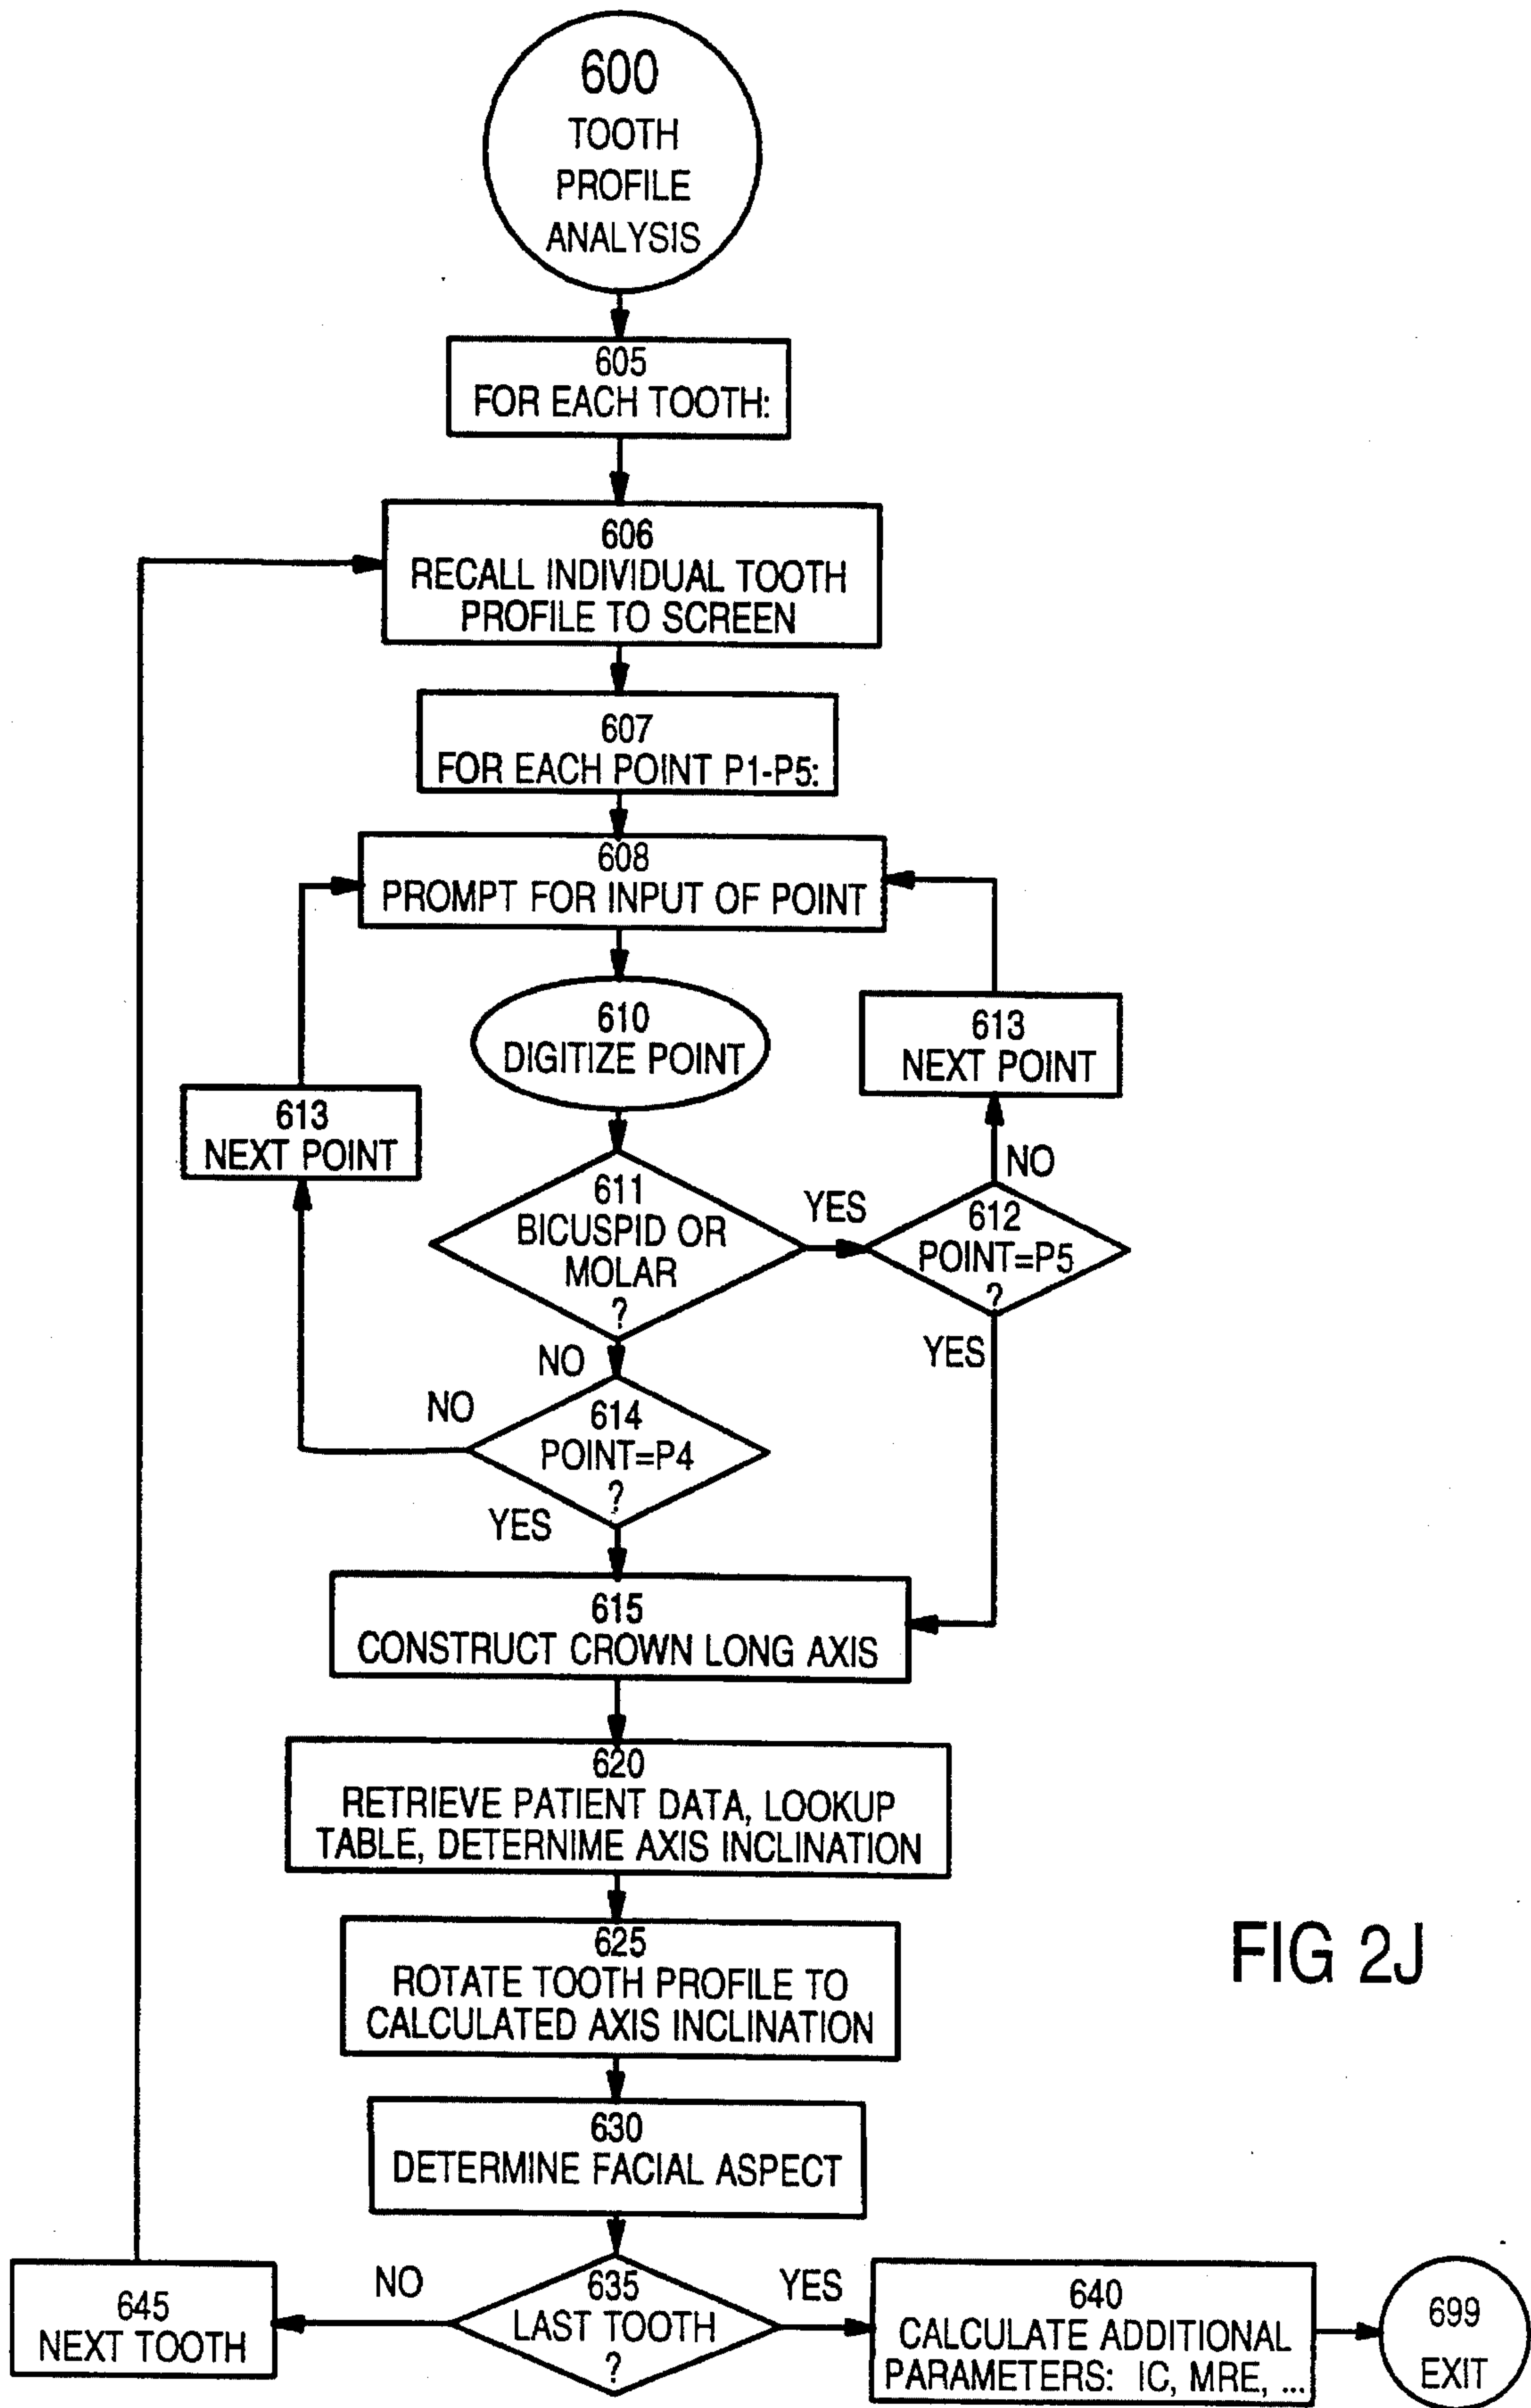 600
TOOTH
PROFILE
ANALYSIS
605
FOR EACH TOOTH:
606
RECALL INDIVIDUAL TOOTH
PROFILE TO SCREEN
607
FOR EACH POINT P1-P5:
608
PROMPT FOR INPUT OF POINT
610
DIGITIZE POINT
613
NEXT POINT
613
NEXT POINT
NO
611
BICUSPID OR
MOLAR
?
YES
612
POINT=P5
?
YES
NO
NO
614
POINT=P4
?
YES
615
CONSTRUCT CROWN LONG AXIS
620
RETRIEVE PATIENT DATA, LOOKUP
TABLE, DETERNIME AXIS INCLINATION
625
ROTATE TOOTH PROFILE TO
CALCULATED AXIS INCLINATION
FIG 2J
630
DETERMINE FACIAL ASPECT
635
LAST TOOTH
?
NO
YES
645
NEXT TOOTH
640
CALCULATE ADDITIONAL
PARAMETERS: IC, MRE, ...
699
EXIT